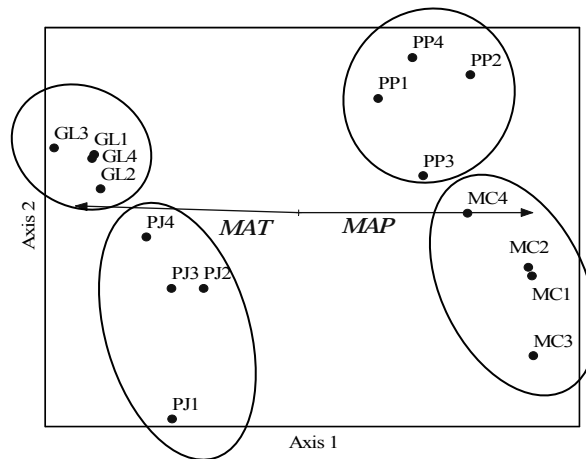 PP4
PP2
PP1
GL3
GL1
GL4
GL2
PP3
MC4
MAT
MAP
PJ4
MC2
PJ3
PJ2
MC1
MC3
PJ1
Axis 2
Axis 1